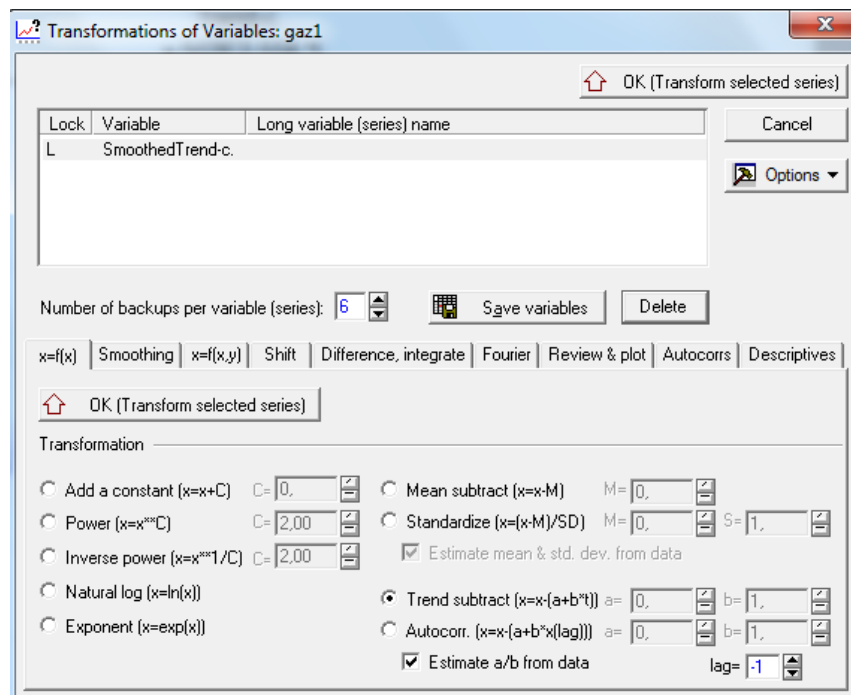 Transformations of Variables: gaz1
OK (Transform selected series)
Lock Variable Long variable (series) name
L SmoothedTrend-c.
Cancel
Options
Number of backups per variable (series): 6 Save variables Delete
x=f(x) Smoothing x=f(x,y) Shift Difference, integrate Fourier Review & plot Autocorrs Descriptives
OK (Transform selected series)
Transformation
Add a constant (x=x+C) C= 0, Mean subtract (x=x-M) M= 0,
Power (x=x**C) C= 2,00 Standardize (x=(x-M)/SD) M= 0, S= 1,
Inverse power (x=x**1/C) C= 2,00 Estimate mean & std. dev. from data
Natural log (x=ln(x)) Trend subtract (x=x-(a+b*t)) a= 0, b= 1,
Exponent (x=exp(x)) Autocorr. (x=x-(a+b*x(lag))) a= 0, b= 1,
Estimate a/b from data lag= -1